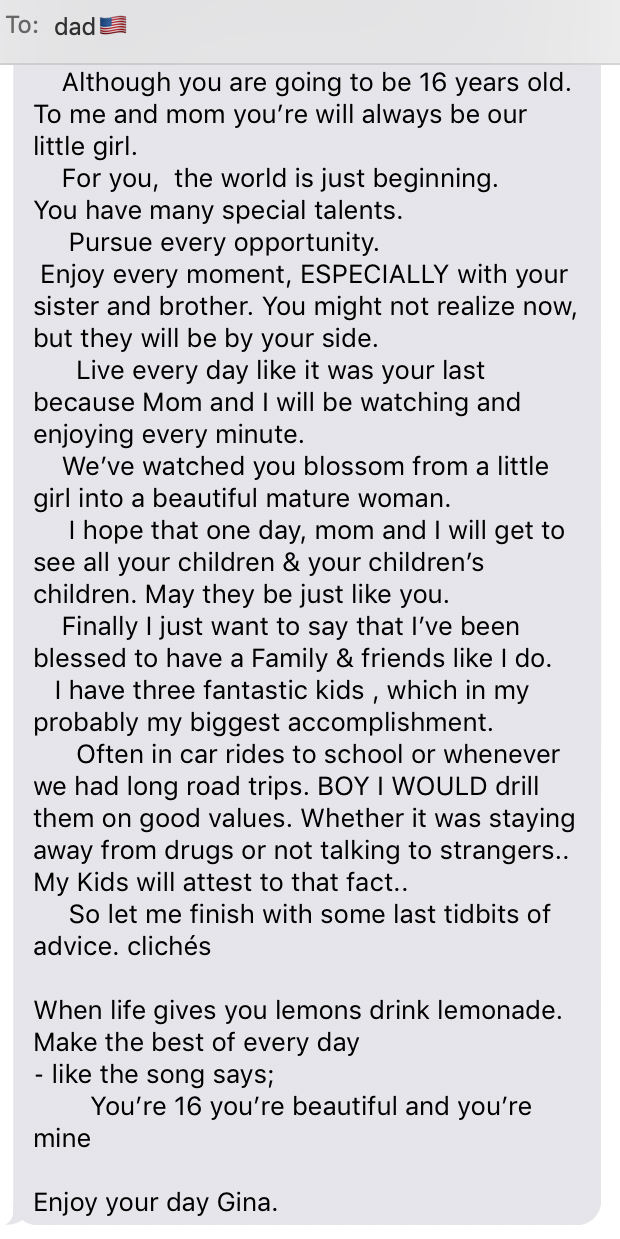 To: dad🇺🇸
Although you are going to be 16 years old.
To me and mom you’re will always be our
little girl.
For you,  the world is just beginning.
You have many special talents.
Pursue every opportunity.
Enjoy every moment, ESPECIALLY with your
sister and brother. You might not realize now,
but they will be by your side.
Live every day like it was your last
because Mom and I will be watching and
enjoying every minute.
We’ve watched you blossom from a little
girl into a beautiful mature woman.
I hope that one day, mom and I will get to
see all your children & your children’s
children. May they be just like you.
Finally I just want to say that I’ve been
blessed to have a Family & friends like I do.
I have three fantastic kids , which in my
probably my biggest accomplishment.
Often in car rides to school or whenever
we had long road trips. BOY I WOULD drill
them on good values. Whether it was staying
away from drugs or not talking to strangers..
My Kids will attest to that fact..
So let me finish with some last tidbits of
advice. clichés
When life gives you lemons drink lemonade.
Make the best of every day
- like the song says;
You’re 16 you’re beautiful and you’re
mine
Enjoy your day Gina.